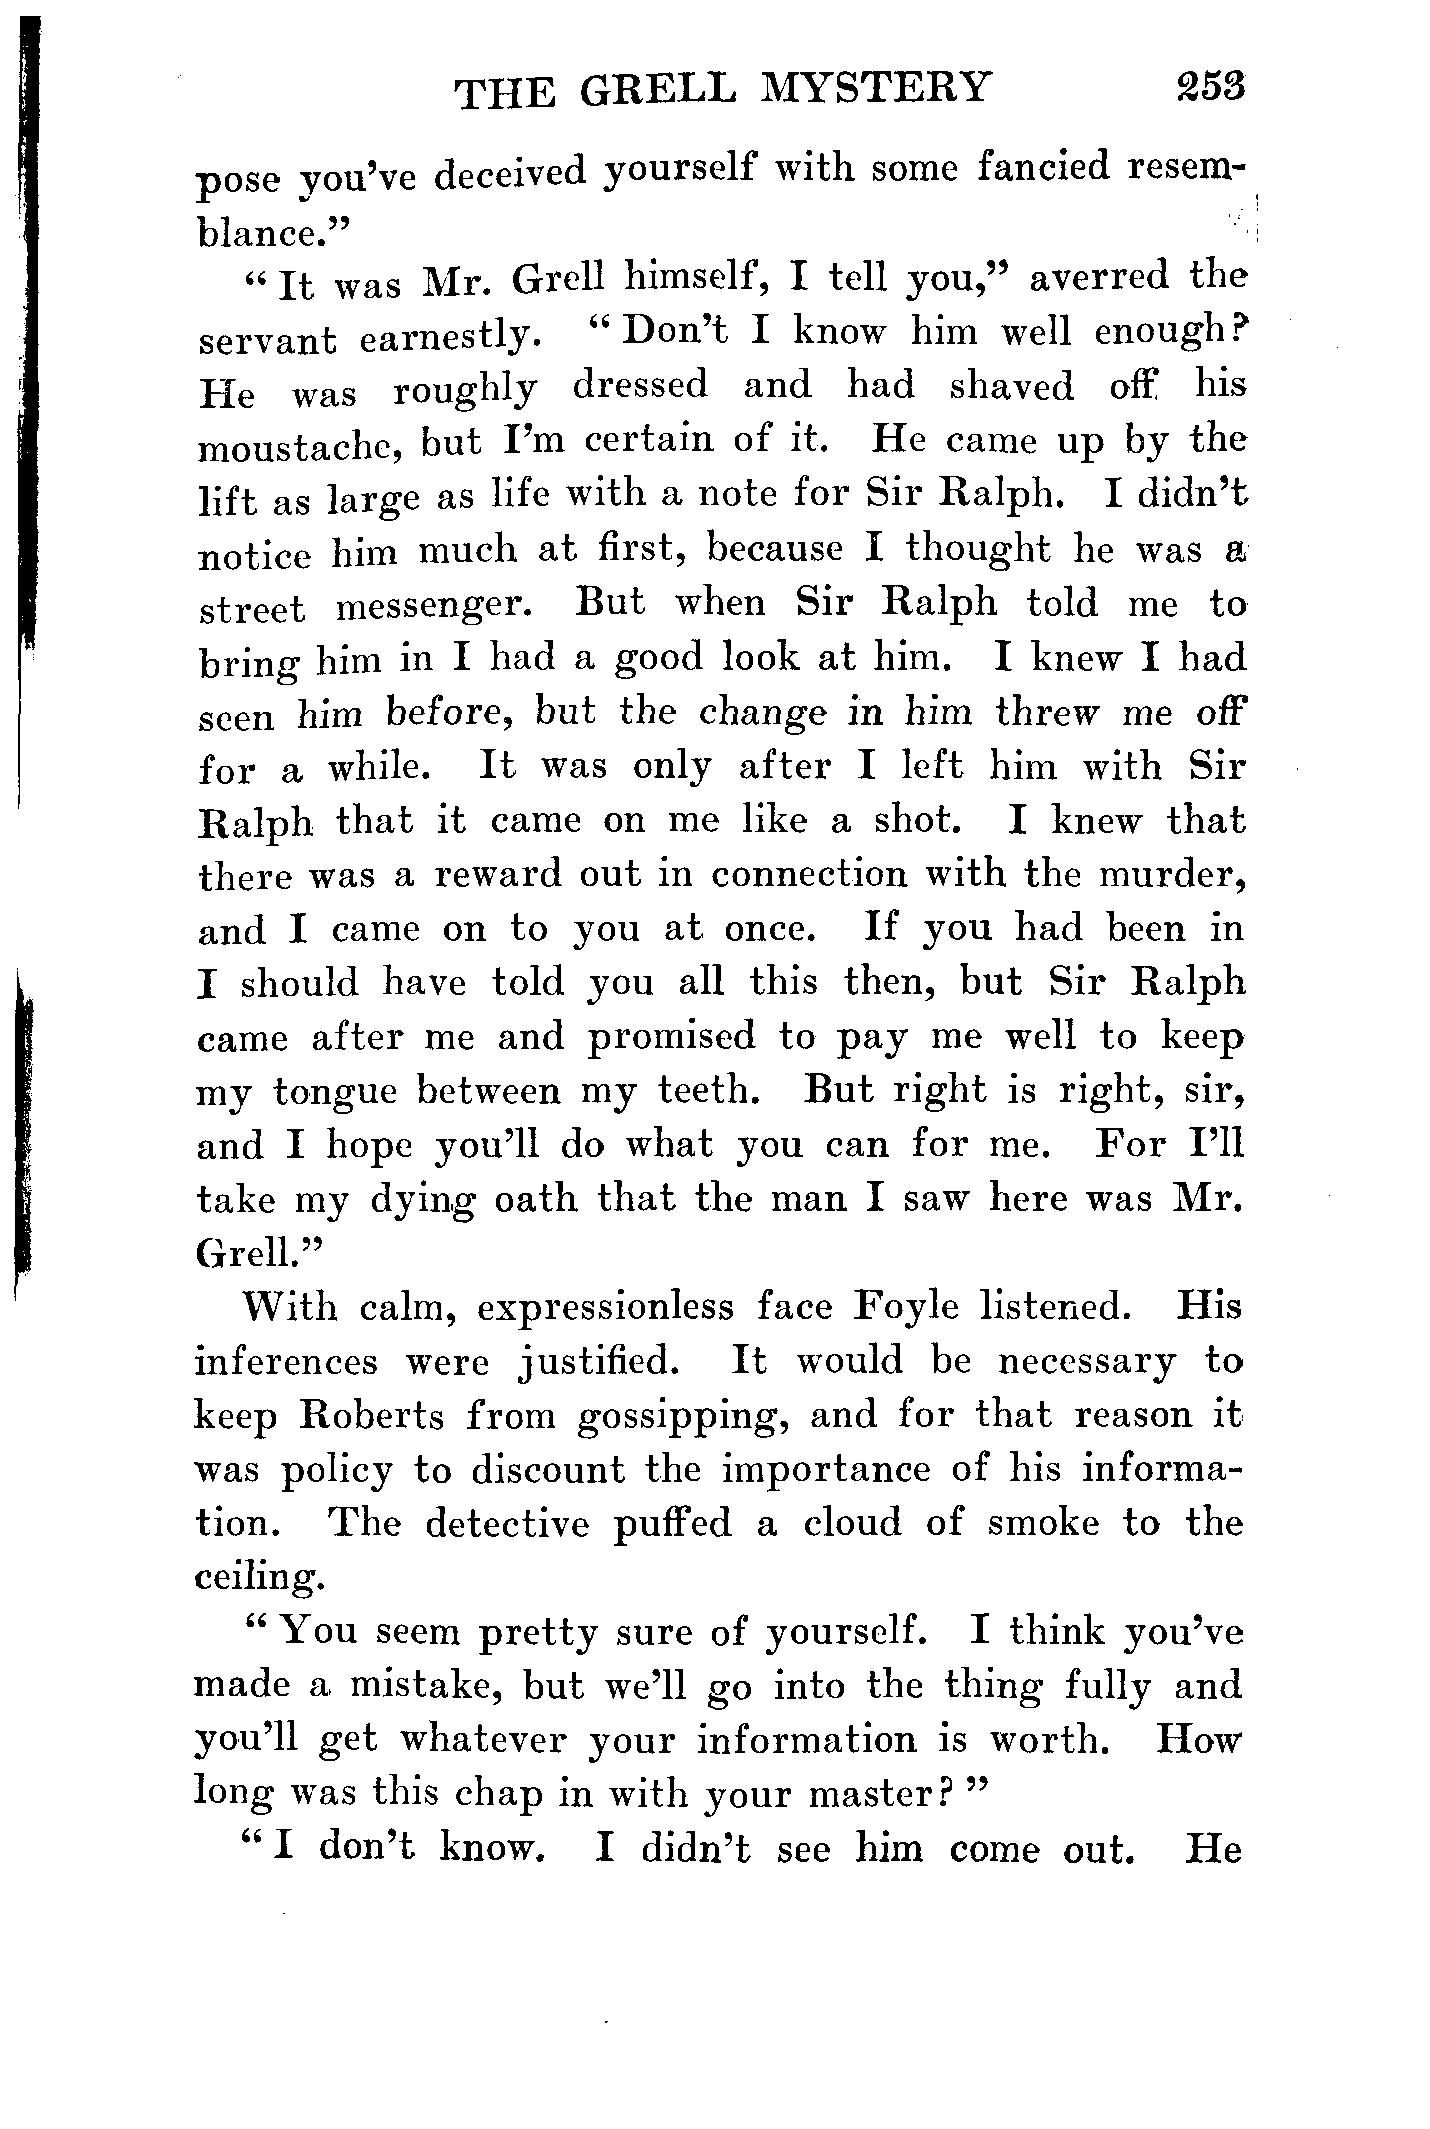 THE GRELL MYSTERY 253
pose you've deceived yourself with some fancied resem-
blance."
"It was Mr. Grell himself, I tell you," averred the
servant earnestly. "Don't I know him well enough?
He was roughly dressed and had shaved off his
moustache, but I'm certain of it. He came up by the
lift as large as life with a note for Sir Ralph. I didn't
notice him much at first, because I thought he was a
street messenger. But when Sir Ralph told me to
bring him in I had a good look at him. I knew I had
seen him before, but the change in him threw me off
for a while. It was only after I left him with Sir
Ralph that it came on me like a shot. I knew that
there was a reward out in connection with the murder,
and I came on to you at once. If you had been in
I should have told you all this then, but Sir Ralph
came after me and promised to pay me well to keep
my tongue between my teeth. But right is right, sir,
and I hope you'll do what you can for me. For I'll
take my dying oath that the man I saw here was Mr.
Grell."
With calm, expressionless face Foyle listened. His
inferences were justified. It would be necessary to
keep Roberts from gossipping, and for that reason it
was policy to discount the importance of his informa-
tion. The detective puffed a cloud of smoke to the
ceiling.
"You seem pretty sure of yourself. I think you've
made a mistake, but we'll go into the thing fully and
you'll get whatever your information is worth. How
long was this chap in with your master?"
"I don't know. I didn't see him come out. He